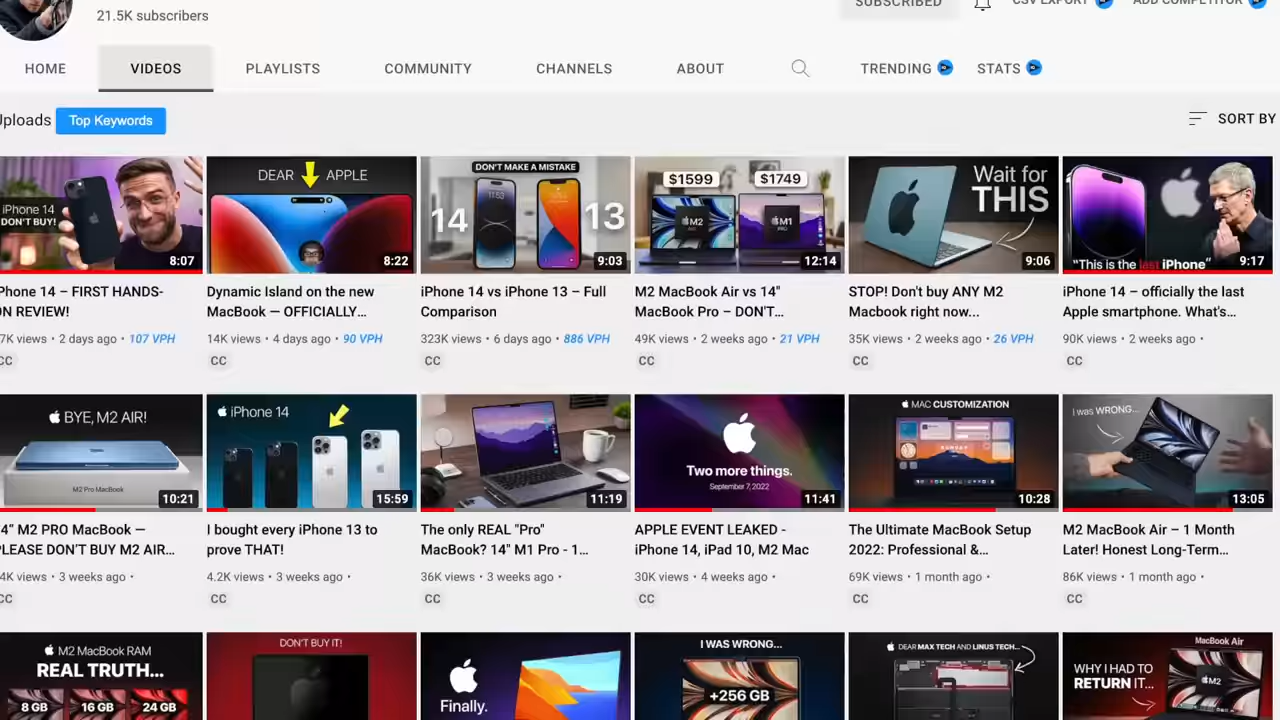 21.5K subscribers
SUBSCRIBED
CSV EXPORT
ADD COMPETITOR
HOME
VIDEOS
PLAYLISTS
COMMUNITY
CHANNELS
ABOUT
TRENDING
STATS
Uploads
Top Keywords
SORT BY
iPhone 14
DON'T BUY!
8:07
DEAR APPLE
8:22
DON'T MAKE A MISTAKE
14
13
9:03
$1599
$1749
M2
M1
PRO
12:14
Wait for
THIS
9:06
"This is the last iPhone"
9:17
Phone 14 – FIRST HANDS-
ON REVIEW!
7K views • 2 days ago • 107 VPH
CC
Dynamic Island on the new
MacBook — OFFICIALLY…
14K views • 4 days ago • 90 VPH
CC
iPhone 14 vs iPhone 13 – Full
Comparison
323K views • 6 days ago • 886 VPH
CC
M2 MacBook Air vs 14"
MacBook Pro – DON'T…
49K views • 2 weeks ago • 21 VPH
CC
STOP! Don't buy ANY M2
Macbook right now...
35K views • 2 weeks ago • 26 VPH
CC
iPhone 14 – officially the last
Apple smartphone. What's…
90K views • 2 weeks ago •
CC
BYE, M2 AIR!
M2 Pro MacBook
10:21
iPhone 14
15:59
11:19
Two more things.
September 7, 2022
11:41
MAC CUSTOMIZATION
10:28
I was WRONG...
13:05
4" M2 PRO MacBook —
PLEASE DON'T BUY M2 AIR…
4K views • 3 weeks ago •
CC
I bought every iPhone 13 to
prove THAT!
4.2K views • 3 weeks ago •
CC
The only REAL "Pro"
MacBook? 14" M1 Pro - 1…
36K views • 3 weeks ago •
CC
APPLE EVENT LEAKED -
iPhone 14, iPad 10, M2 Mac
30K views • 4 weeks ago •
CC
The Ultimate MacBook Setup
2022: Professional &…
69K views • 1 month ago •
CC
M2 MacBook Air – 1 Month
Later! Honest Long-Term…
86K views • 1 month ago •
CC
M2 MacBook RAM
REAL TRUTH...
8 GB
16 GB
24 GB
DON'T BUY IT!
Finally.
I WAS WRONG...
+256 GB
DEAR MAX TECH AND LINUS TECH...
MacBook Air
WHY I HAD TO
RETURN IT...
M2